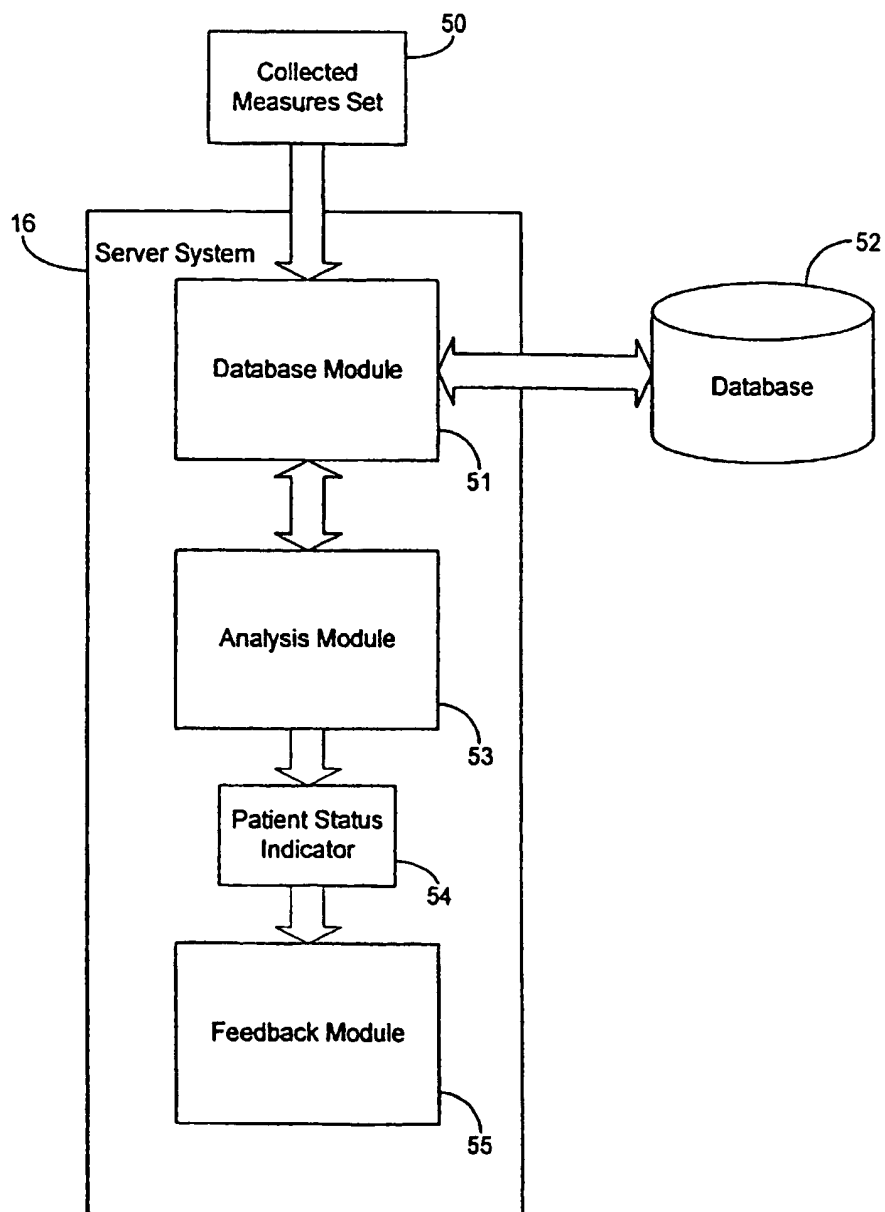 50
Collected
Measures Set
16
Server System
52
Database Module
Database
51
Analysis Module
53
Patient Status
Indicator
54
Feedback Module
55